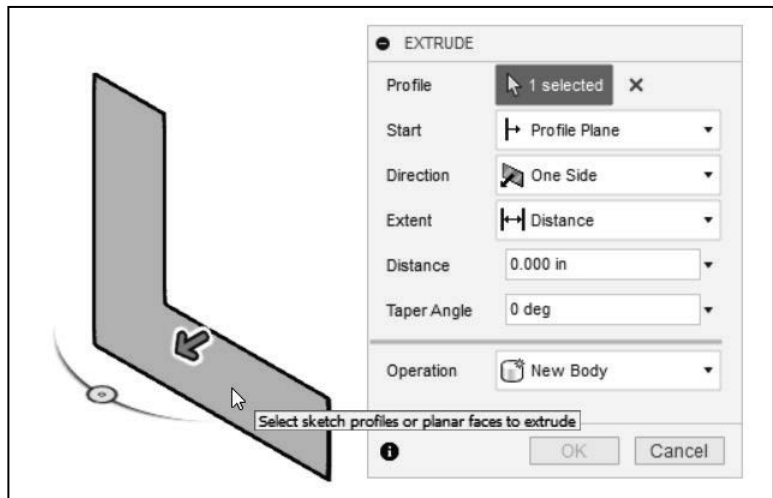 EXTRUDE
Profile 1 selected
Start Profile Plane
Direction One Side
Extent Distance
Distance 0.000 in
Taper Angle 0 deg
Operation New Body
Select sketch profiles or planar faces to extrude
OK Cancel